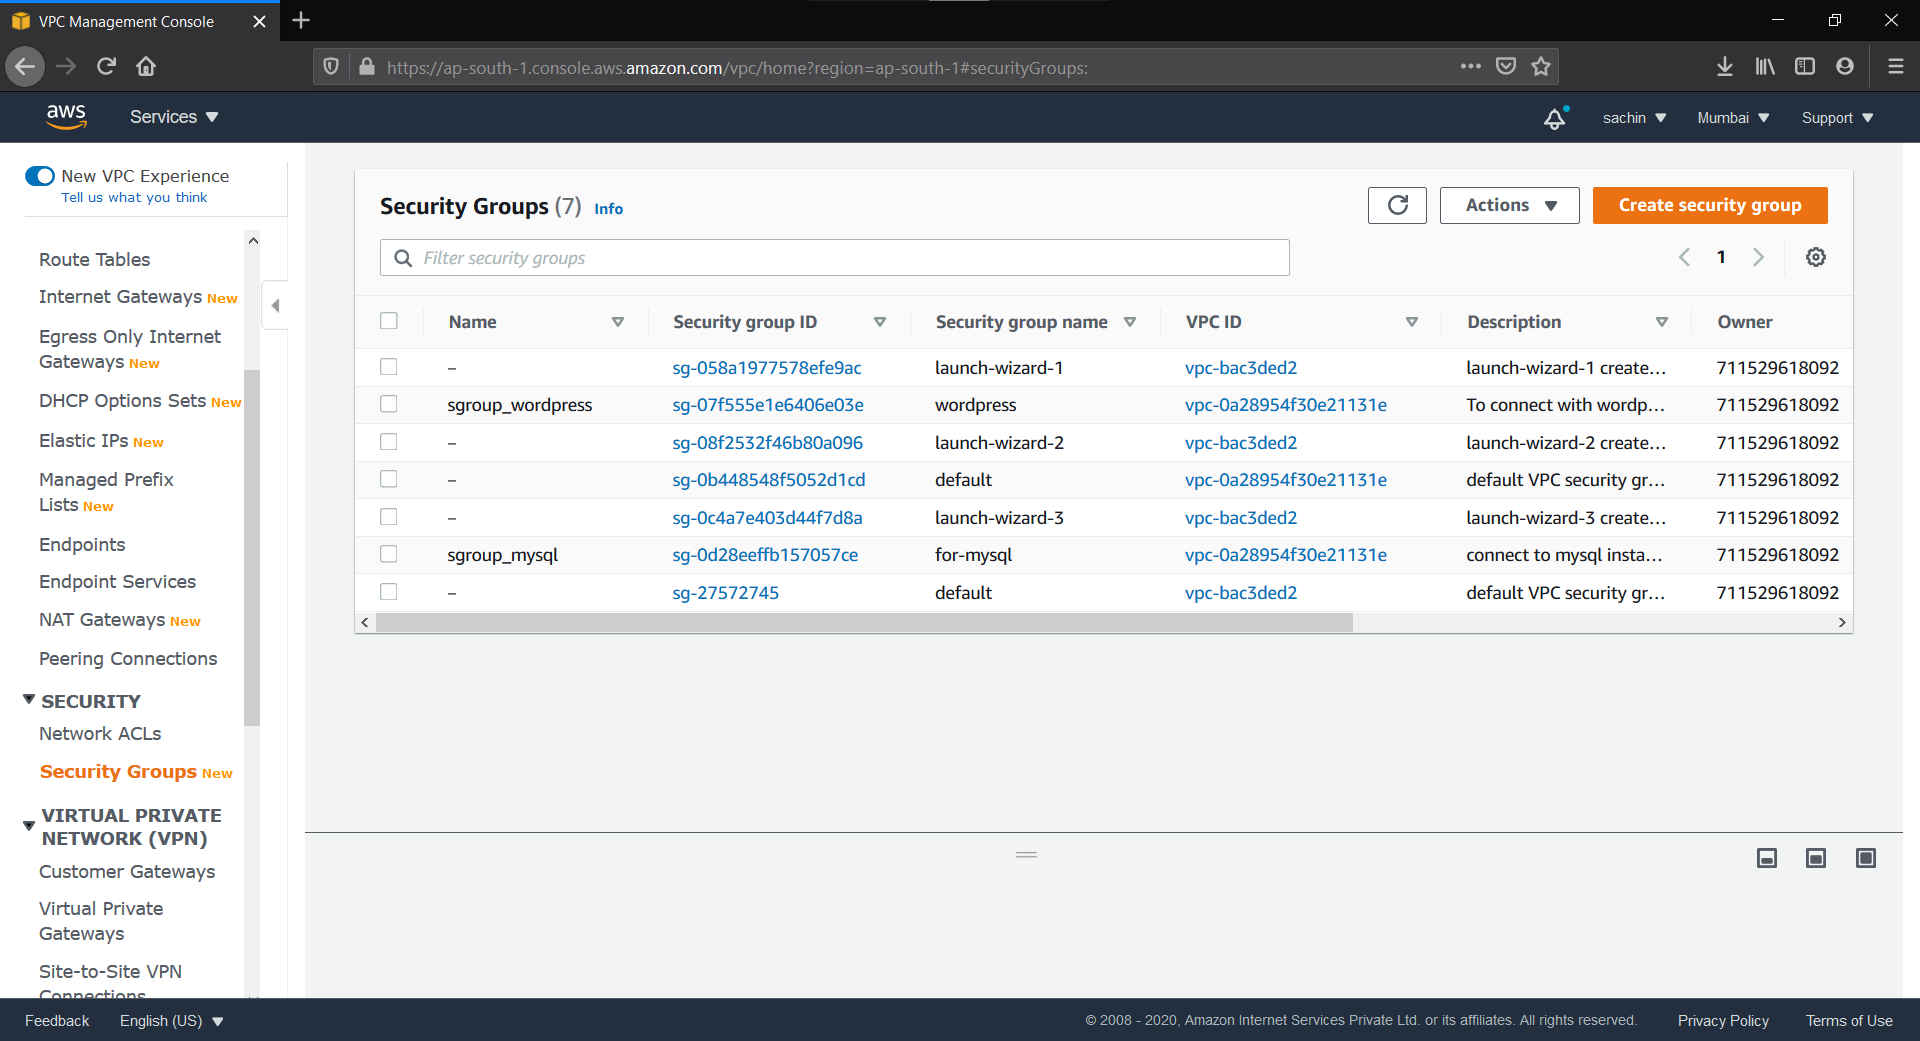 VPC Management Console
https://ap-south-1.console.aws.amazon.com/vpc/home?region=ap-south-1#securityGroups:
aws
Services
sachin
Mumbai
Support
New VPC Experience
Tell us what you think
Route Tables
Internet Gateways New
Egress Only Internet
Gateways New
DHCP Options Sets New
Elastic IPs New
Managed Prefix
Lists New
Endpoints
Endpoint Services
NAT Gateways New
Peering Connections
SECURITY
Network ACLs
Security Groups New
VIRTUAL PRIVATE
NETWORK (VPN)
Customer Gateways
Virtual Private
Gateways
Site-to-Site VPN
Connections
Security Groups (7) Info
Actions
Create security group
Filter security groups
1
Name Security group ID Security group name VPC ID Description Owner
– sg-058a1977578efe9ac launch-wizard-1 vpc-bac3ded2 launch-wizard-1 create... 711529618092
sgroup_wordpress sg-07f555e1e6406e03e wordpress vpc-0a28954f30e21131e To connect with wordp... 711529618092
– sg-08f2532f46b80a096 launch-wizard-2 vpc-bac3ded2 launch-wizard-2 create... 711529618092
– sg-0b448548f5052d1cd default vpc-0a28954f30e21131e default VPC security gr... 711529618092
– sg-0c4a7e403d44f7d8a launch-wizard-3 vpc-bac3ded2 launch-wizard-3 create... 711529618092
sgroup_mysql sg-0d28eeffb157057ce for-mysql vpc-0a28954f30e21131e connect to mysql insta... 711529618092
– sg-27572745 default vpc-bac3ded2 default VPC security gr... 711529618092
Feedback
English (US)
© 2008 - 2020, Amazon Internet Services Private Ltd. or its affiliates. All rights reserved.
Privacy Policy
Terms of Use